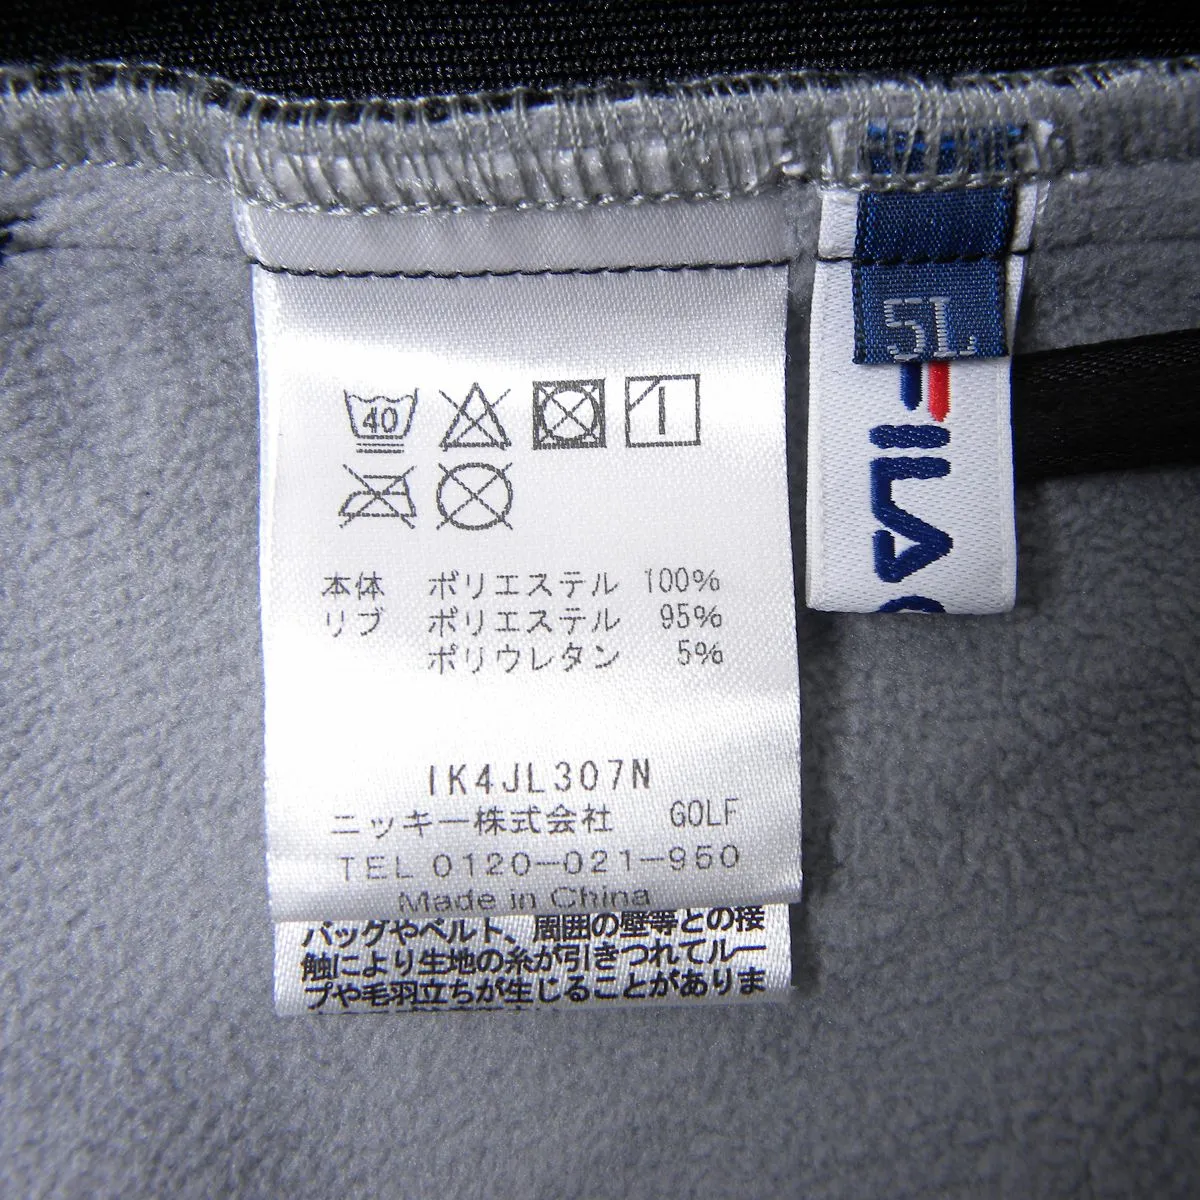 40
本体 ポリエステル 100%
リブ ポリエステル 95%
ポリウレタン 5%
IK4JL307N
ニッキー株式会社 GOLF
TEL 0120-021-950
Made in China
バッグやベルト、周囲の壁等との接
触により生地の糸が引きつれてルー
プや毛羽立ちが生じることがありま
5L
FILA